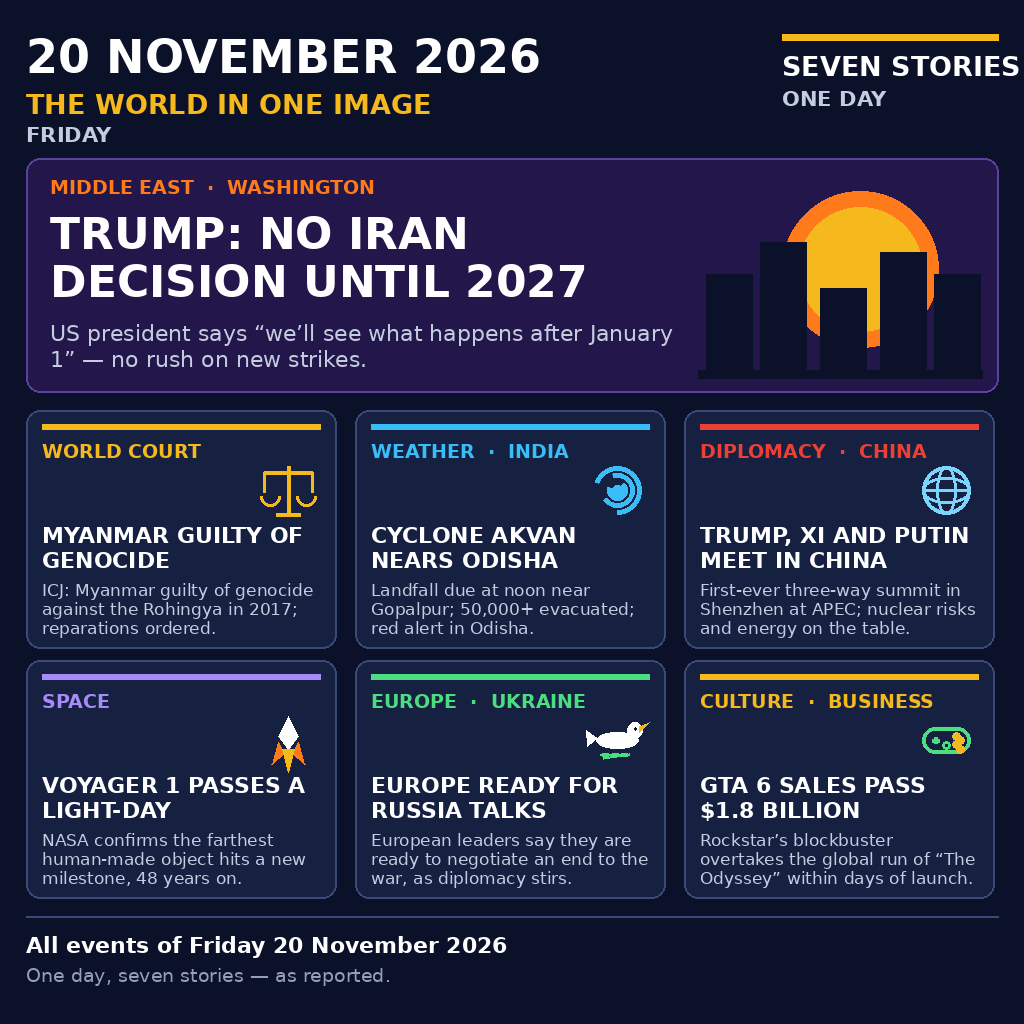 20 NOVEMBER 2026
THE WORLD IN ONE IMAGE
FRIDAY
SEVEN STORIES
ONE DAY
MIDDLE EAST · WASHINGTON
TRUMP: NO IRAN
DECISION UNTIL 2027
US president says “we’ll see what happens after January
1” — no rush on new strikes.
WORLD COURT
MYANMAR GUILTY OF
GENOCIDE
ICJ: Myanmar guilty of genocide
against the Rohingya in 2017;
reparations ordered.
WEATHER · INDIA
CYCLONE AKVAN
NEARS ODISHA
Landfall due at noon near
Gopalpur; 50,000+ evacuated;
red alert in Odisha.
DIPLOMACY · CHINA
TRUMP, XI AND PUTIN
MEET IN CHINA
First-ever three-way summit in
Shenzhen at APEC; nuclear risks
and energy on the table.
SPACE
VOYAGER 1 PASSES A
LIGHT-DAY
NASA confirms the farthest
human-made object hits a new
milestone, 48 years on.
EUROPE · UKRAINE
EUROPE READY FOR
RUSSIA TALKS
European leaders say they are
ready to negotiate an end to the
war, as diplomacy stirs.
CULTURE · BUSINESS
GTA 6 SALES PASS
$1.8 BILLION
Rockstar’s blockbuster
overtakes the global run of “The
Odyssey” within days of launch.
All events of Friday 20 November 2026
One day, seven stories — as reported.